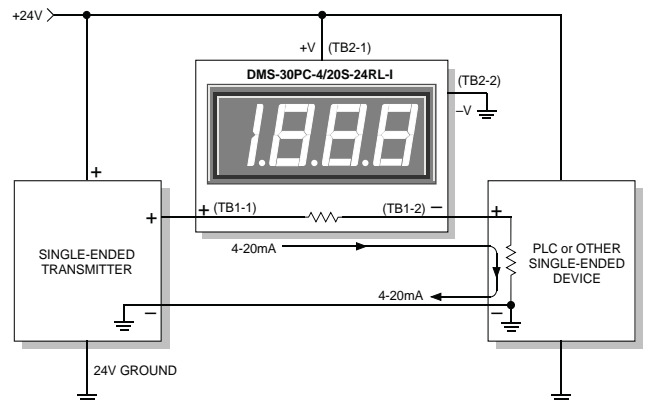 +24V
+V (TB2-1)
DMS-30PC-4/20S-24RL-I
(TB2-2)
–V
1.8.8.8
+
+ + (TB1-1) (TB1-2) – +
SINGLE-ENDED
TRANSMITTER
4-20mA
PLC or OTHER
SINGLE-ENDED
DEVICE
4-20mA
– –
24V GROUND